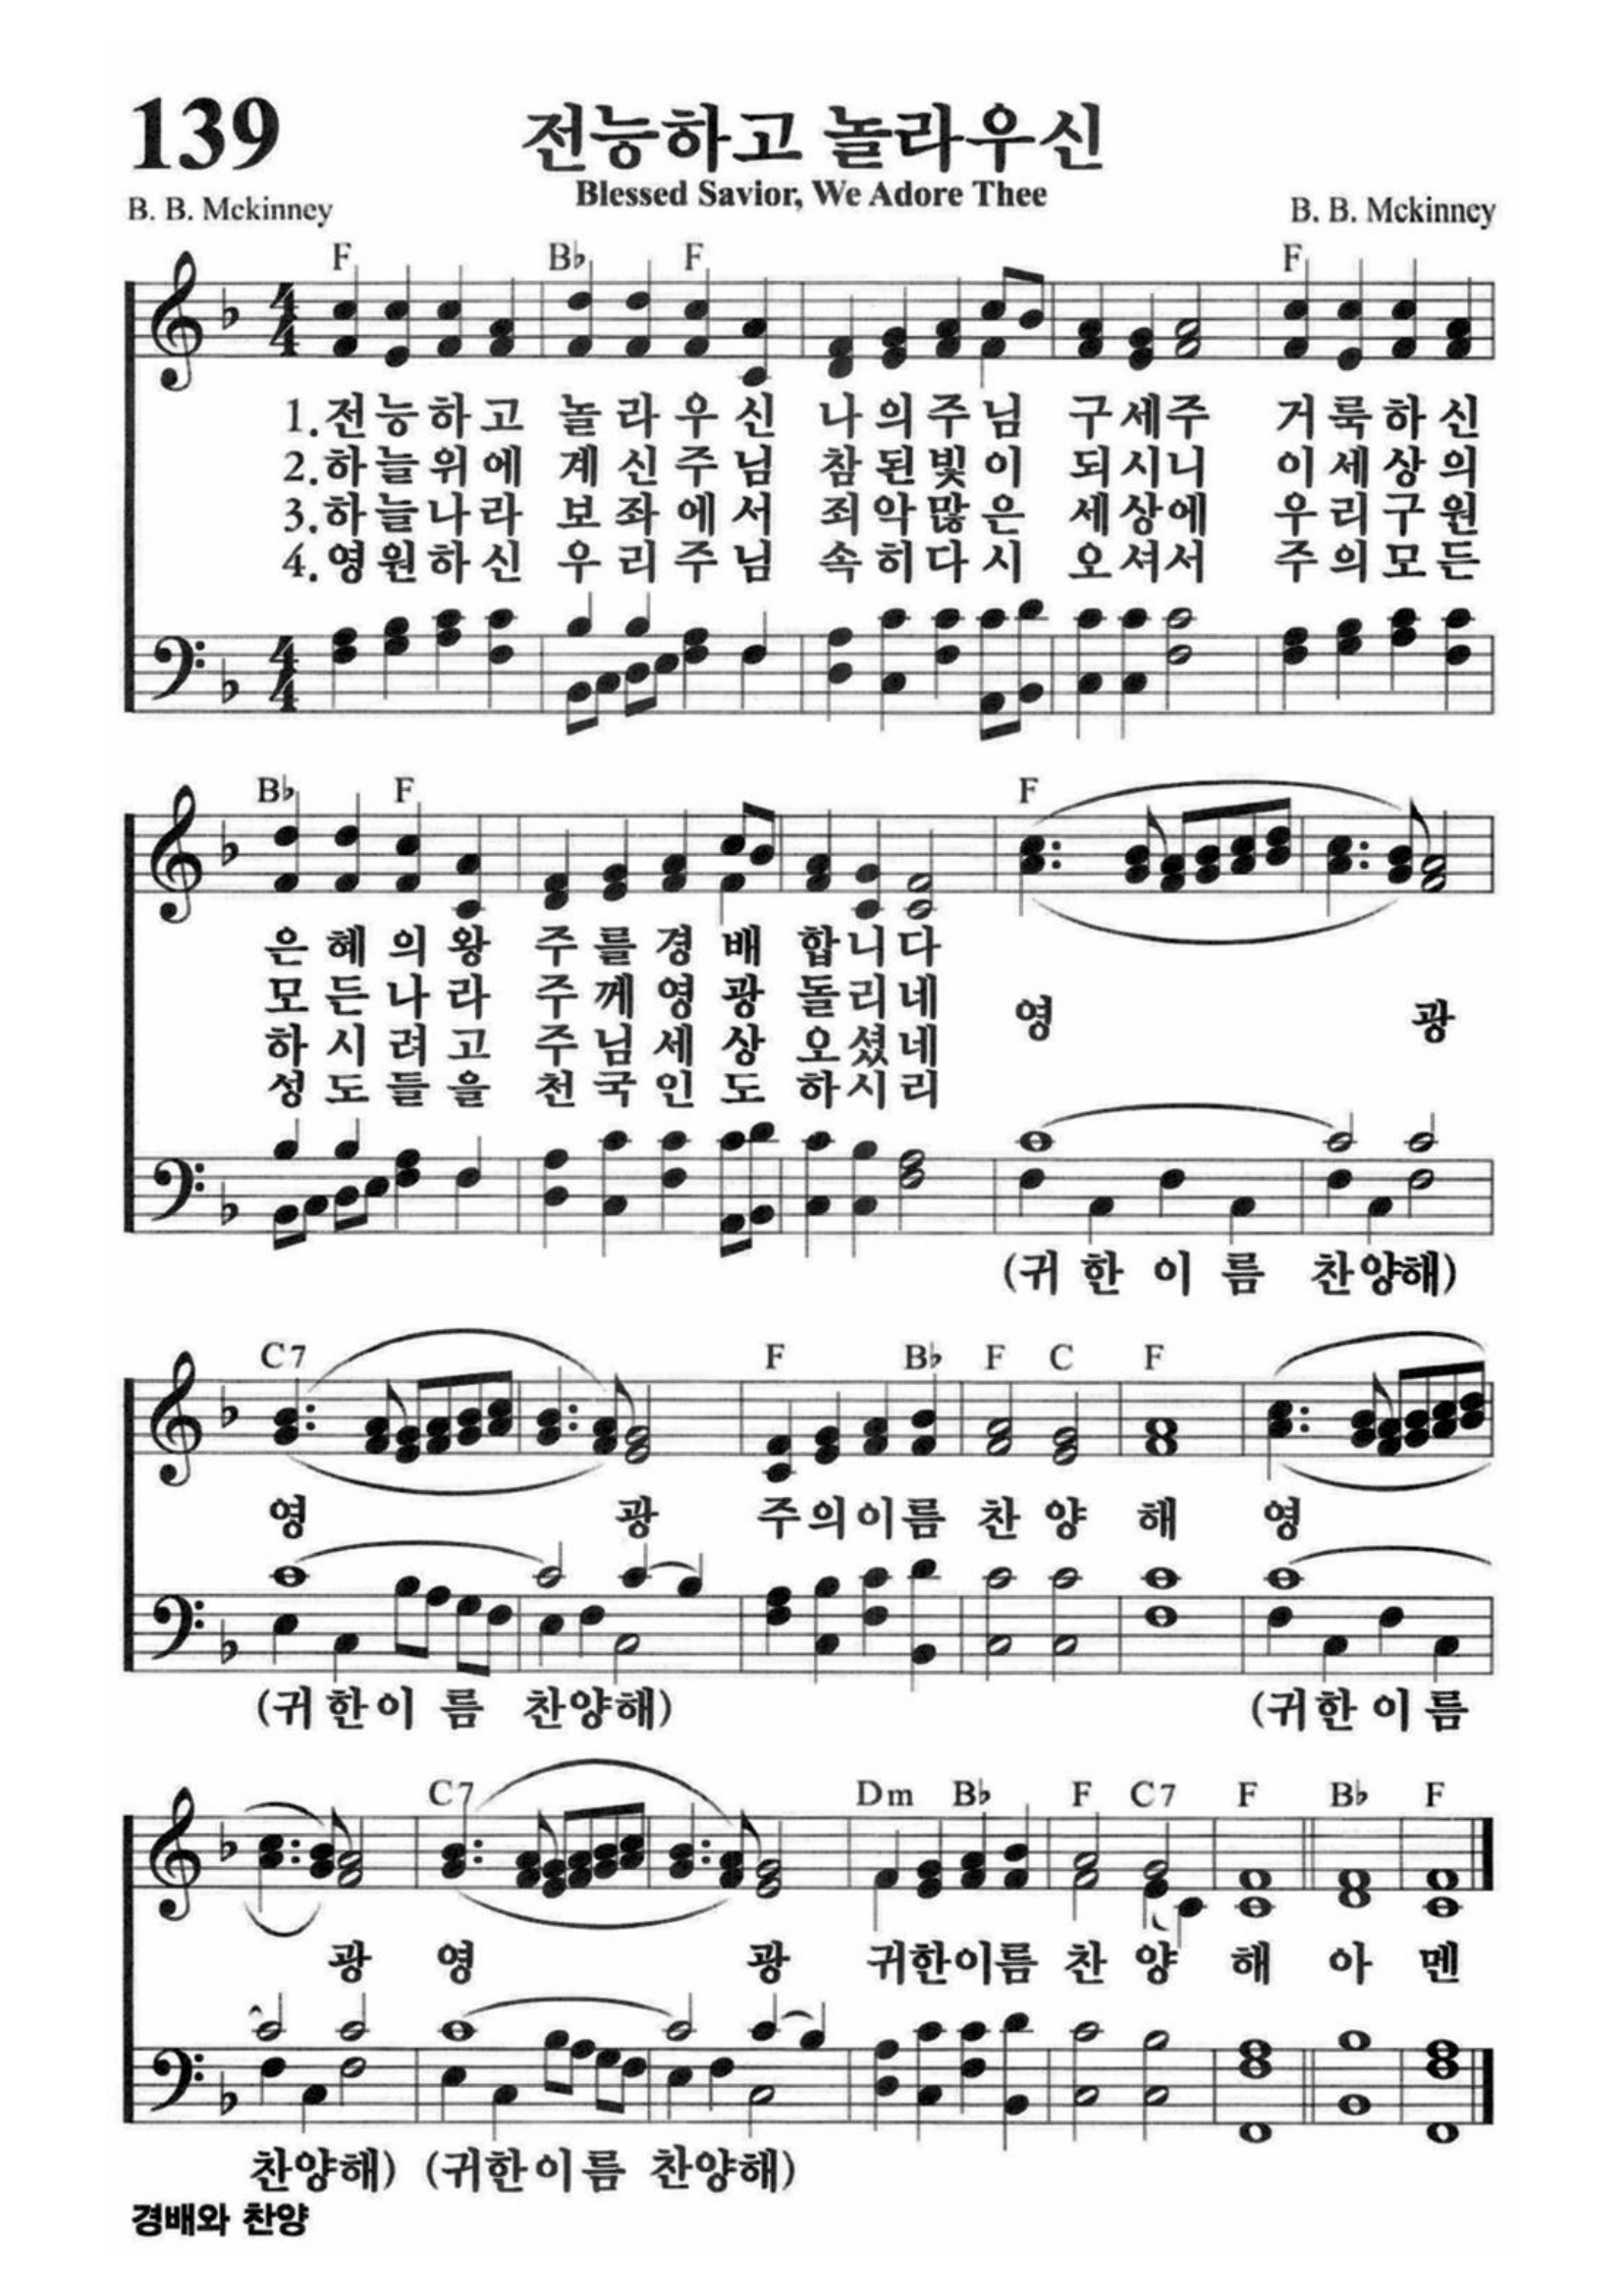 139
전능하고 놀라우신
Blessed Savior, We Adore Thee
B. B. Mckinney
B. B. Mckinney
F B♭ F F
1.전능하고 놀라우신 나의주님 구세주 거룩하신
2.하늘위에 계신주님 참된빛이 되시니 이세상의
3.하늘나라 보좌에서 죄악많은 세상에 우리구원
4.영원하신 우리주님 속히다시 오셔서 주의모든
B♭ F F
은혜의왕 주를경배 합니다
모든나라 주께영광 돌리네
하시려고 주님세상 오셨네
성도들을 천국인도 하시리
영 광
(귀한이름 찬양해)
C7 F B♭ F C F
영 광 주의이름 찬양해 영
(귀한이름 찬양해) (귀한이름
C7 Dm B♭ F C7 F B♭ F
광 영 광 귀한이름 찬양해 아멘
찬양해) (귀한이름 찬양해)
경배와 찬양